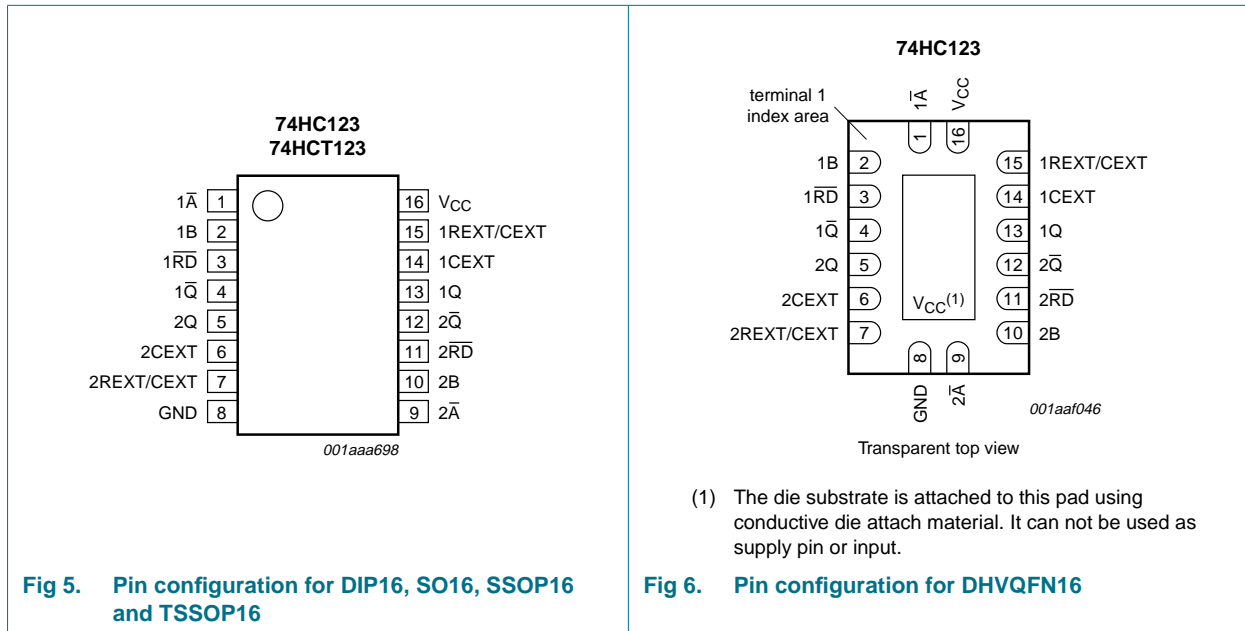 74HC123
74HCT123
1A̅ 1
1B 2
1R̅D̅ 3
1Q̅ 4
2Q 5
2CEXT 6
2REXT/CEXT 7
GND 8
16 VCC
15 1REXT/CEXT
14 1CEXT
13 1Q
12 2Q̅
11 2R̅D̅
10 2B
9 2A̅
001aaa698
Fig 5. Pin configuration for DIP16, SO16, SSOP16
and TSSOP16
74HC123
terminal 1
index area
1A̅
VCC
1
16
1B 2
1R̅D̅ 3
1Q̅ 4
2Q 5
2CEXT 6
2REXT/CEXT 7
15 1REXT/CEXT
14 1CEXT
13 1Q
12 2Q̅
11 2R̅D̅
10 2B
VCC(1)
8
9
GND
2A̅
001aaf046
Transparent top view
(1) The die substrate is attached to this pad using
conductive die attach material. It can not be used as
supply pin or input.
Fig 6. Pin configuration for DHVQFN16